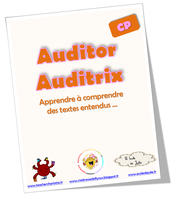 CP
Auditor
Auditrix
Apprendre à comprendre
des textes entendus ...